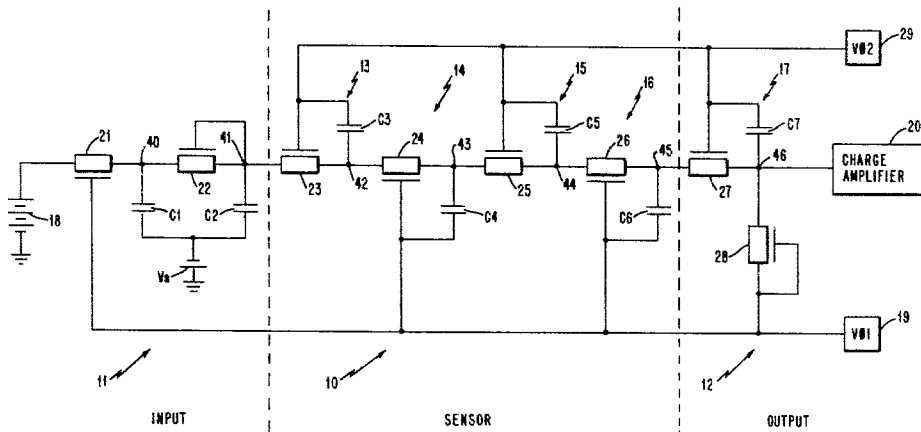 29
VΦ2
13
14
15
16
17
20
21
40
41
C3
24
43
C5
26
45
C7
46
CHARGE
AMPLIFIER
22
23
42
25
44
27
18
C1
C2
C4
C6
28
Va
19
VΦ1
11
10
12
INPUT
SENSOR
OUTPUT